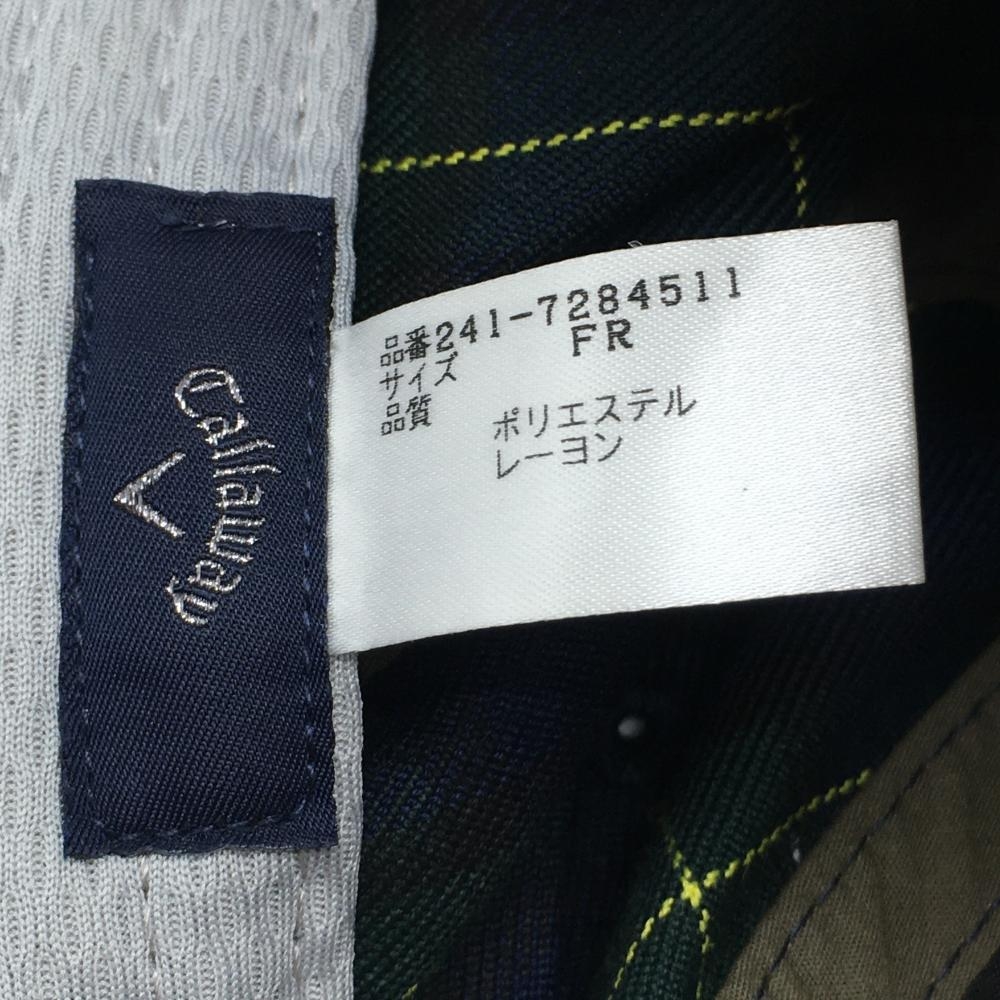 Callaway
品番241-7284511
サイズ FR
品質
ポリエステル
レーヨン